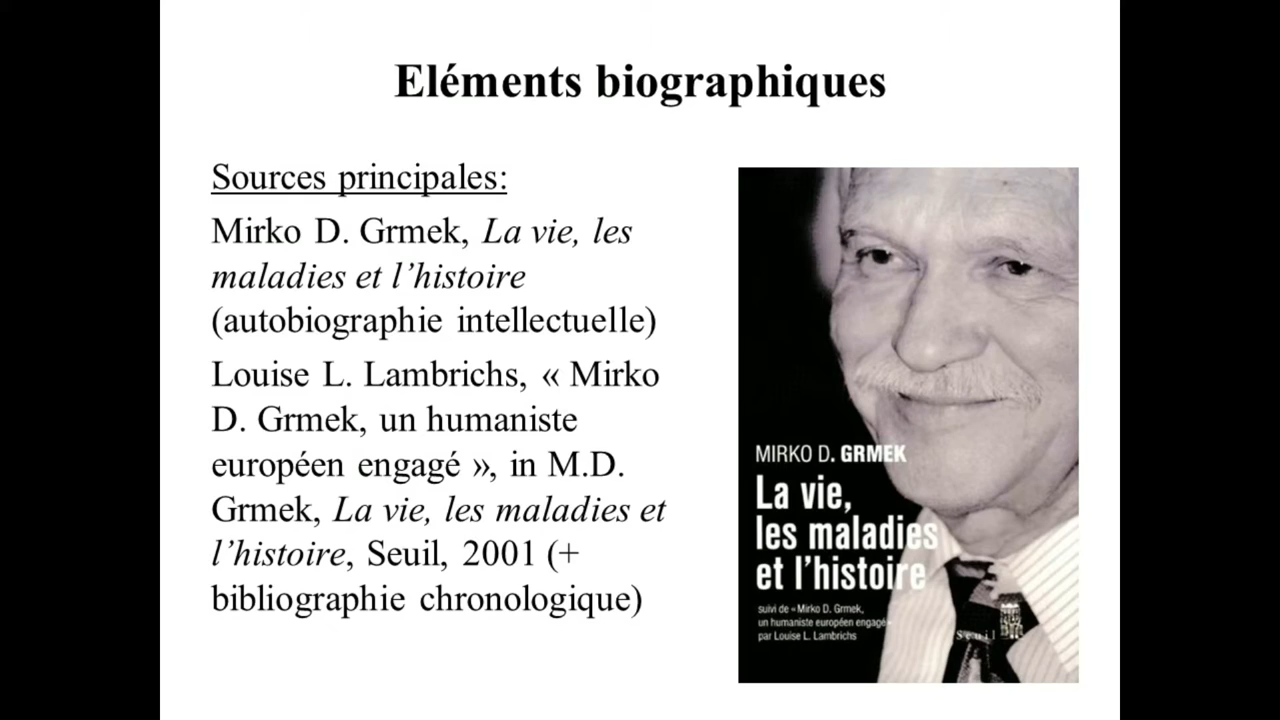 Eléments biographiques
Sources principales:
Mirko D. Grmek, La vie, les
maladies et l’histoire
(autobiographie intellectuelle)
Louise L. Lambrichs, « Mirko
D. Grmek, un humaniste
européen engagé », in M.D.
Grmek, La vie, les maladies et
l’histoire, Seuil, 2001 (+
bibliographie chronologique)
MIRKO D. GRMEK
La vie,
les maladies
et l’histoire
suivi de « Mirko D. Grmek,
un humaniste européen engagé »
par Louise L. Lambrichs
Seuil